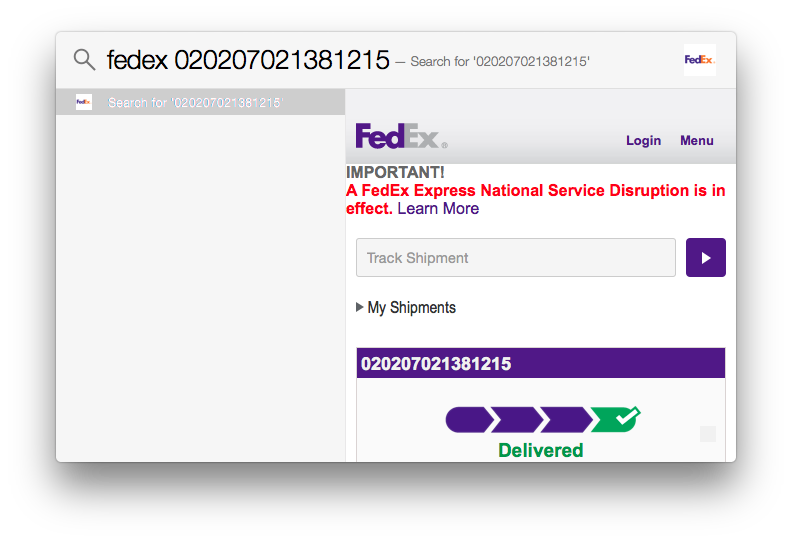 fedex 020207021381215 — Search for '020207021381215'
FedEx
FedEx Search for '020207021381215'
FedEx®
Login Menu
IMPORTANT!
A FedEx Express National Service Disruption is in
effect. Learn More
Track Shipment
My Shipments
020207021381215
Delivered